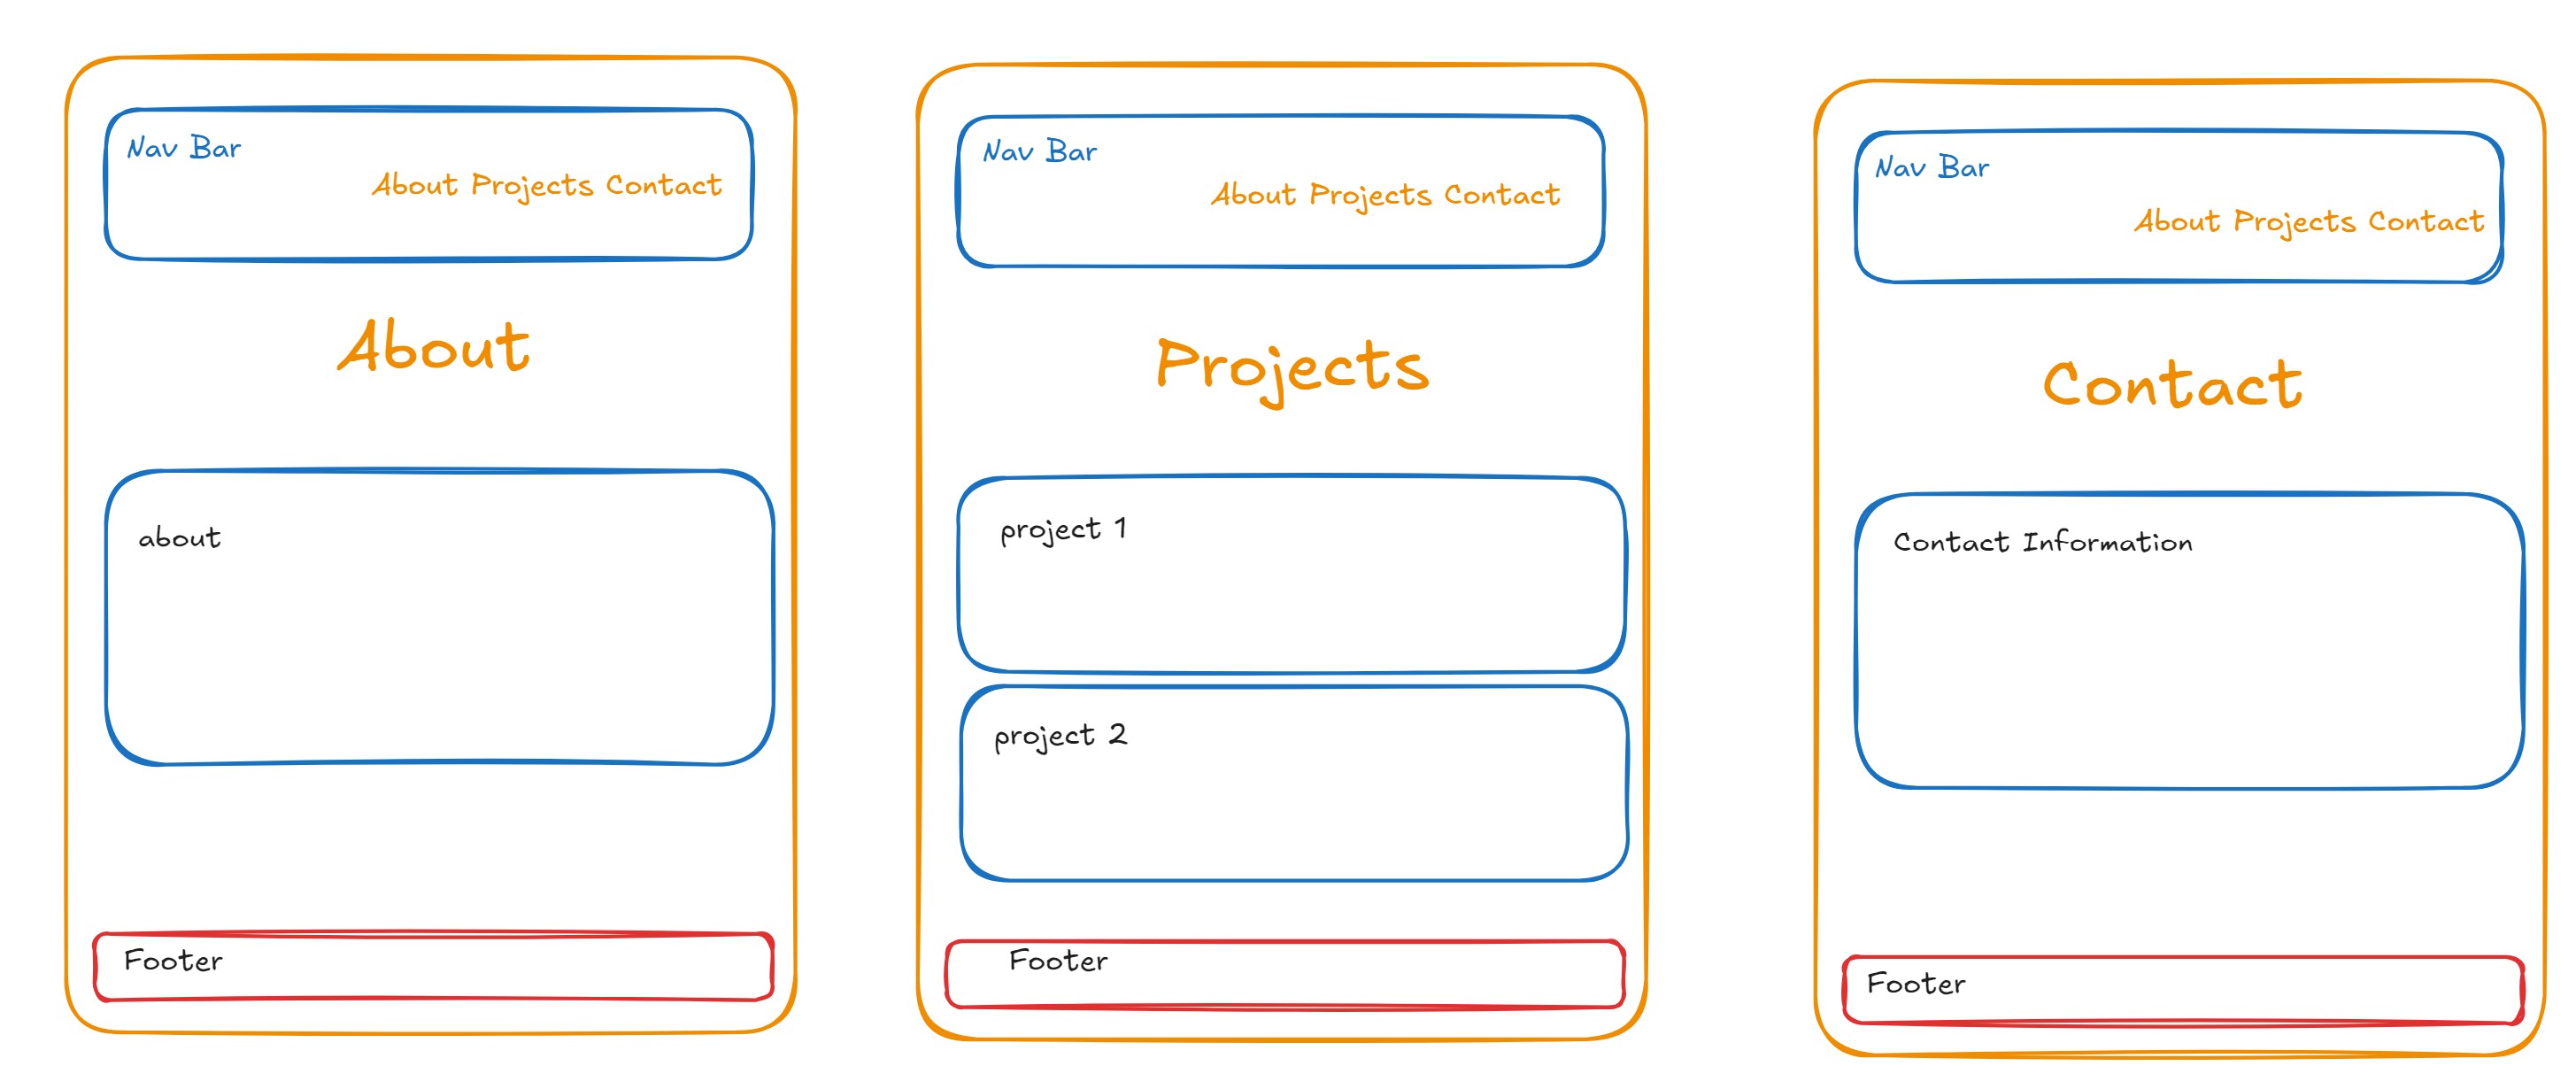 Nav Bar
About Projects Contact
About
about
Footer
Nav Bar
About Projects Contact
Projects
project 1
project 2
Footer
Nav Bar
About Projects Contact
Contact
Contact Information
Footer